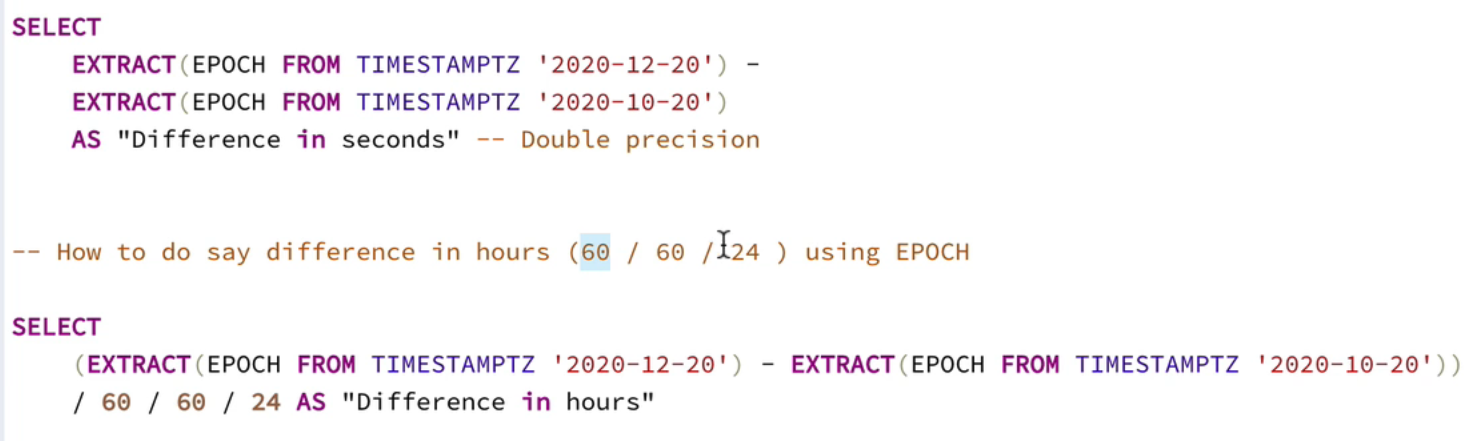 SELECT
EXTRACT(EPOCH FROM TIMESTAMPTZ '2020-12-20') -
EXTRACT(EPOCH FROM TIMESTAMPTZ '2020-10-20')
AS "Difference in seconds" -- Double precision
-- How to do say difference in hours (60 / 60 / 24 ) using EPOCH
SELECT
(EXTRACT(EPOCH FROM TIMESTAMPTZ '2020-12-20') - EXTRACT(EPOCH FROM TIMESTAMPTZ '2020-10-20'))
/ 60 / 60 / 24 AS "Difference in hours"